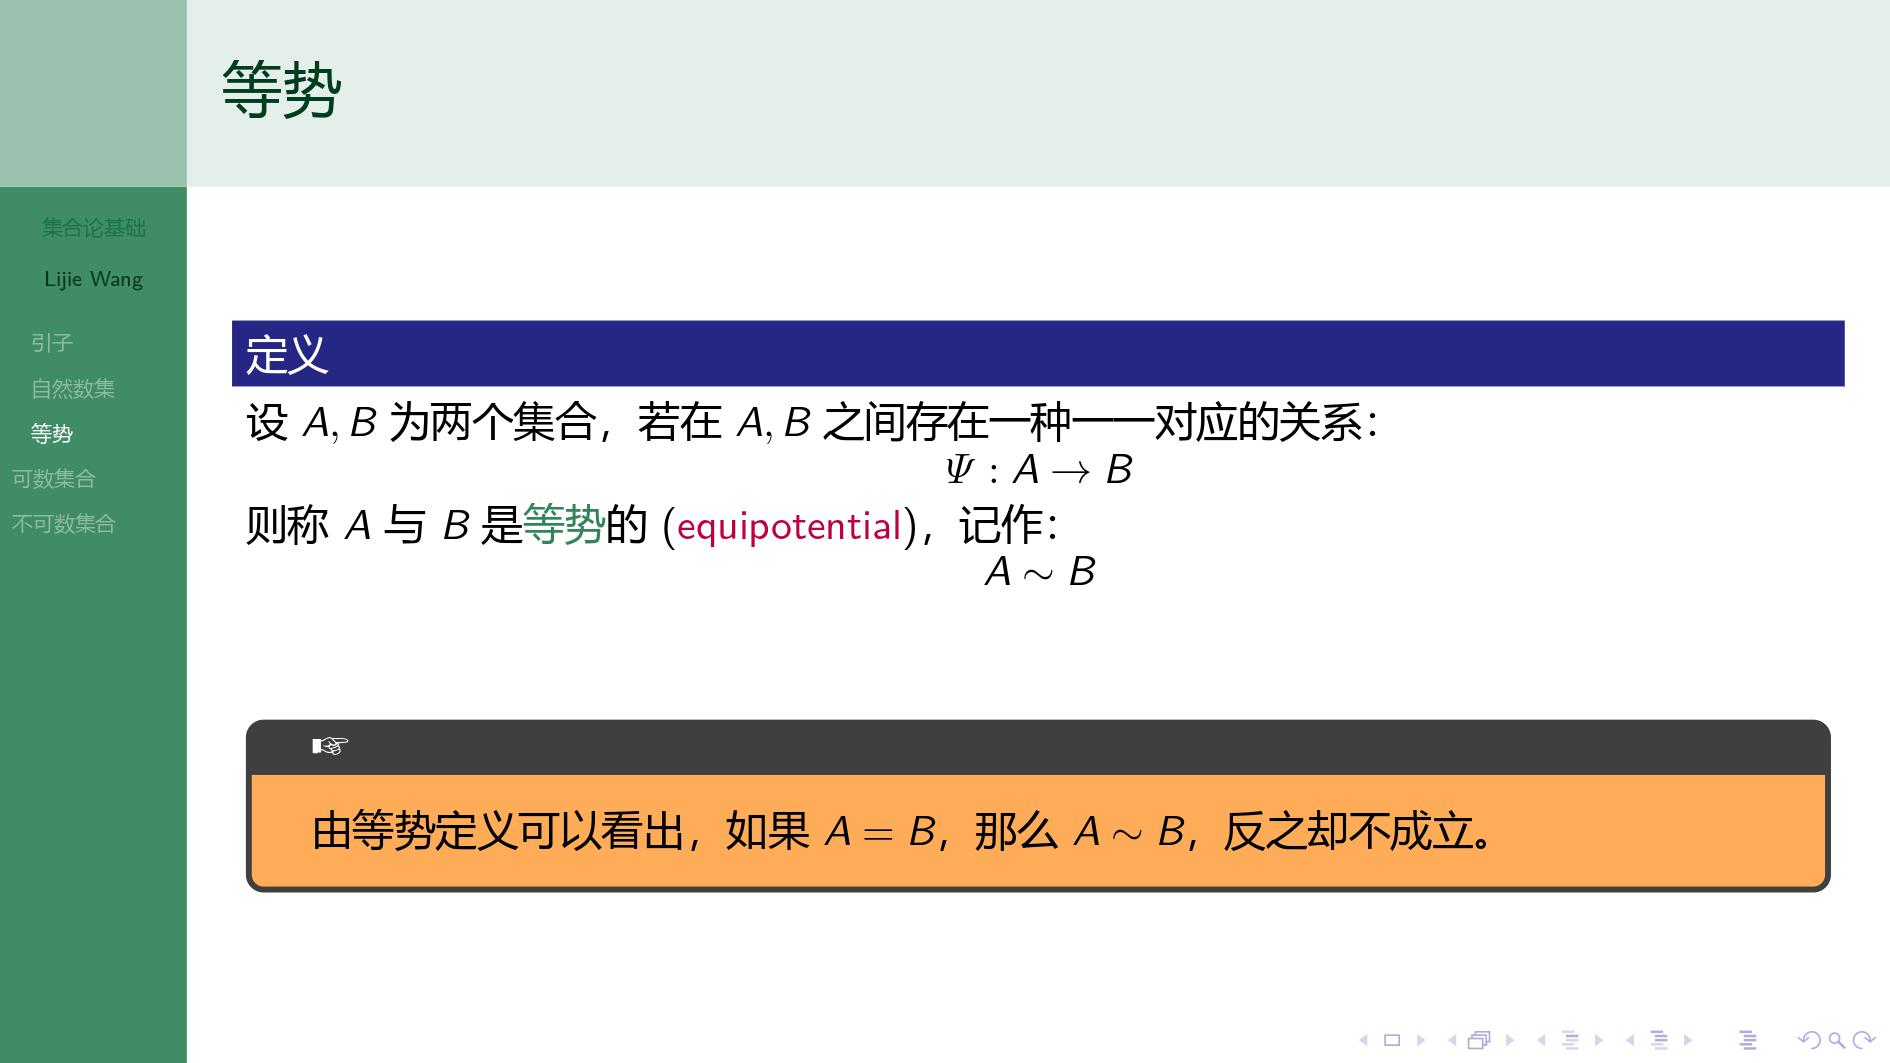 等势
集合论基础
Lijie Wang
引子
自然数集
等势
可数集合
不可数集合
定义
设 A, B 为两个集合，若在 A, B 之间存在一种一一对应的关系：
Ψ : A → B
则称 A 与 B 是等势的 (equipotential)，记作：
A ∼ B
☞
由等势定义可以看出，如果 A = B，那么 A ∼ B，反之却不成立。